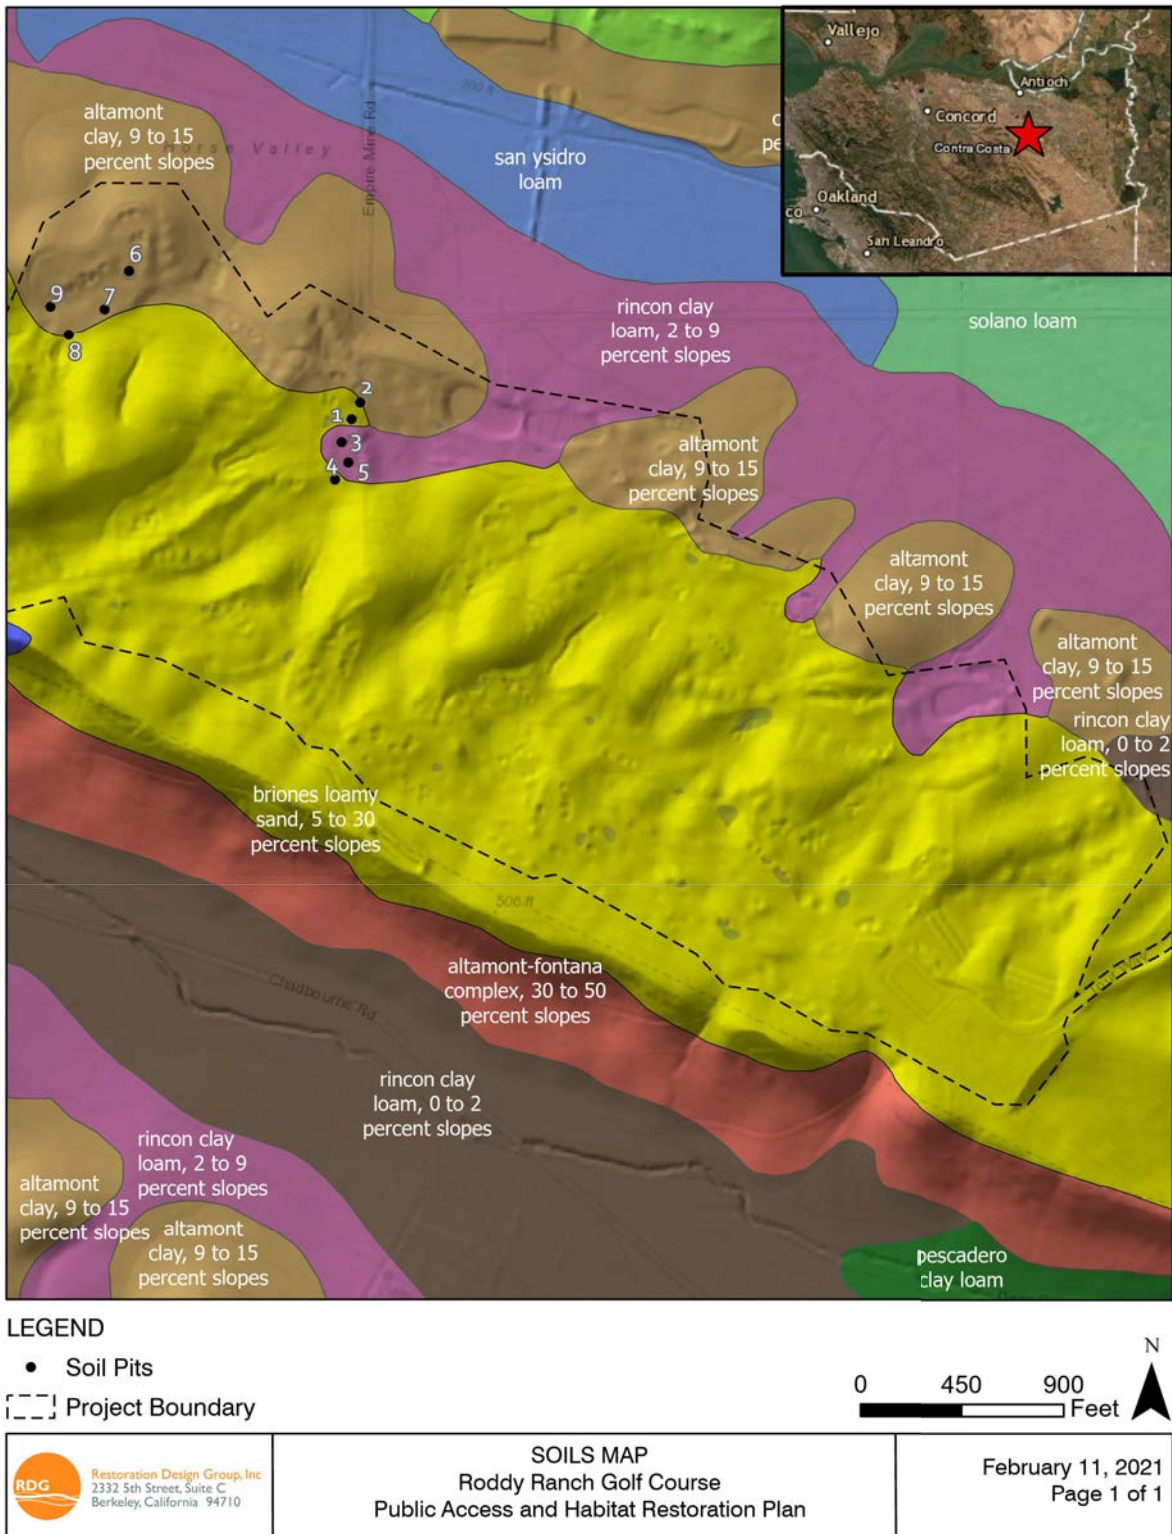 Vallejo
Antioch
Concord
Contra Costa
Oakland
co
San Leandro
300 ft
Empire Mine Rd
altamont
clay, 9 to 15
percent slopes
Horse Valley
san ysidro
loam
c
pe
rincon clay
loam, 2 to 9
percent slopes
solano loam
6
9
7
8
2
1
3
4
5
altamont
clay, 9 to 15
percent slopes
altamont
clay, 9 to 15
percent slopes
altamont
clay, 9 to 15
percent slopes
rincon clay
loam, 0 to 2
percent slopes
briones loamy
sand, 5 to 30
percent slopes
506 ft
altamont-fontana
complex, 30 to 50
percent slopes
Chadbourne Rd
rincon clay
loam, 0 to 2
percent slopes
rincon clay
loam, 2 to 9
percent slopes
altamont
clay, 9 to 15
percent slopes
altamont
clay, 9 to 15
percent slopes
pescadero
clay loam
LEGEND
Soil Pits
Project Boundary
0 450 900
Feet
N
RDG
Restoration Design Group, Inc
2332 5th Street, Suite C
Berkeley, California 94710
SOILS MAP
Roddy Ranch Golf Course
Public Access and Habitat Restoration Plan
February 11, 2021
Page 1 of 1